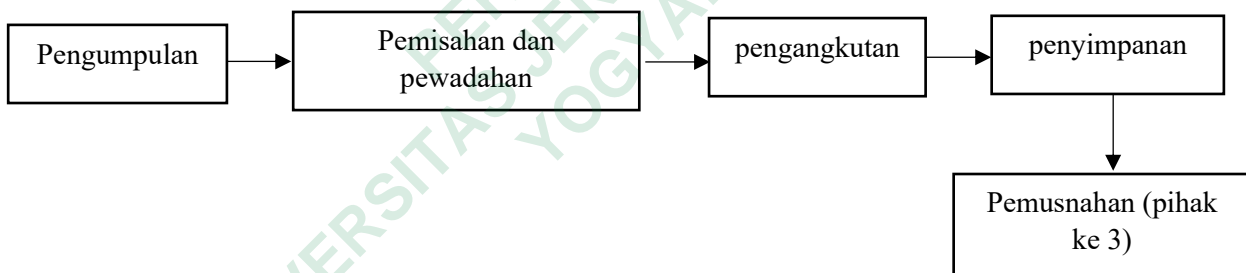 Pengumpulan
Pemisahan dan
pewadahan
pengangkutan
penyimpanan
Pemusnahan (pihak
ke 3)